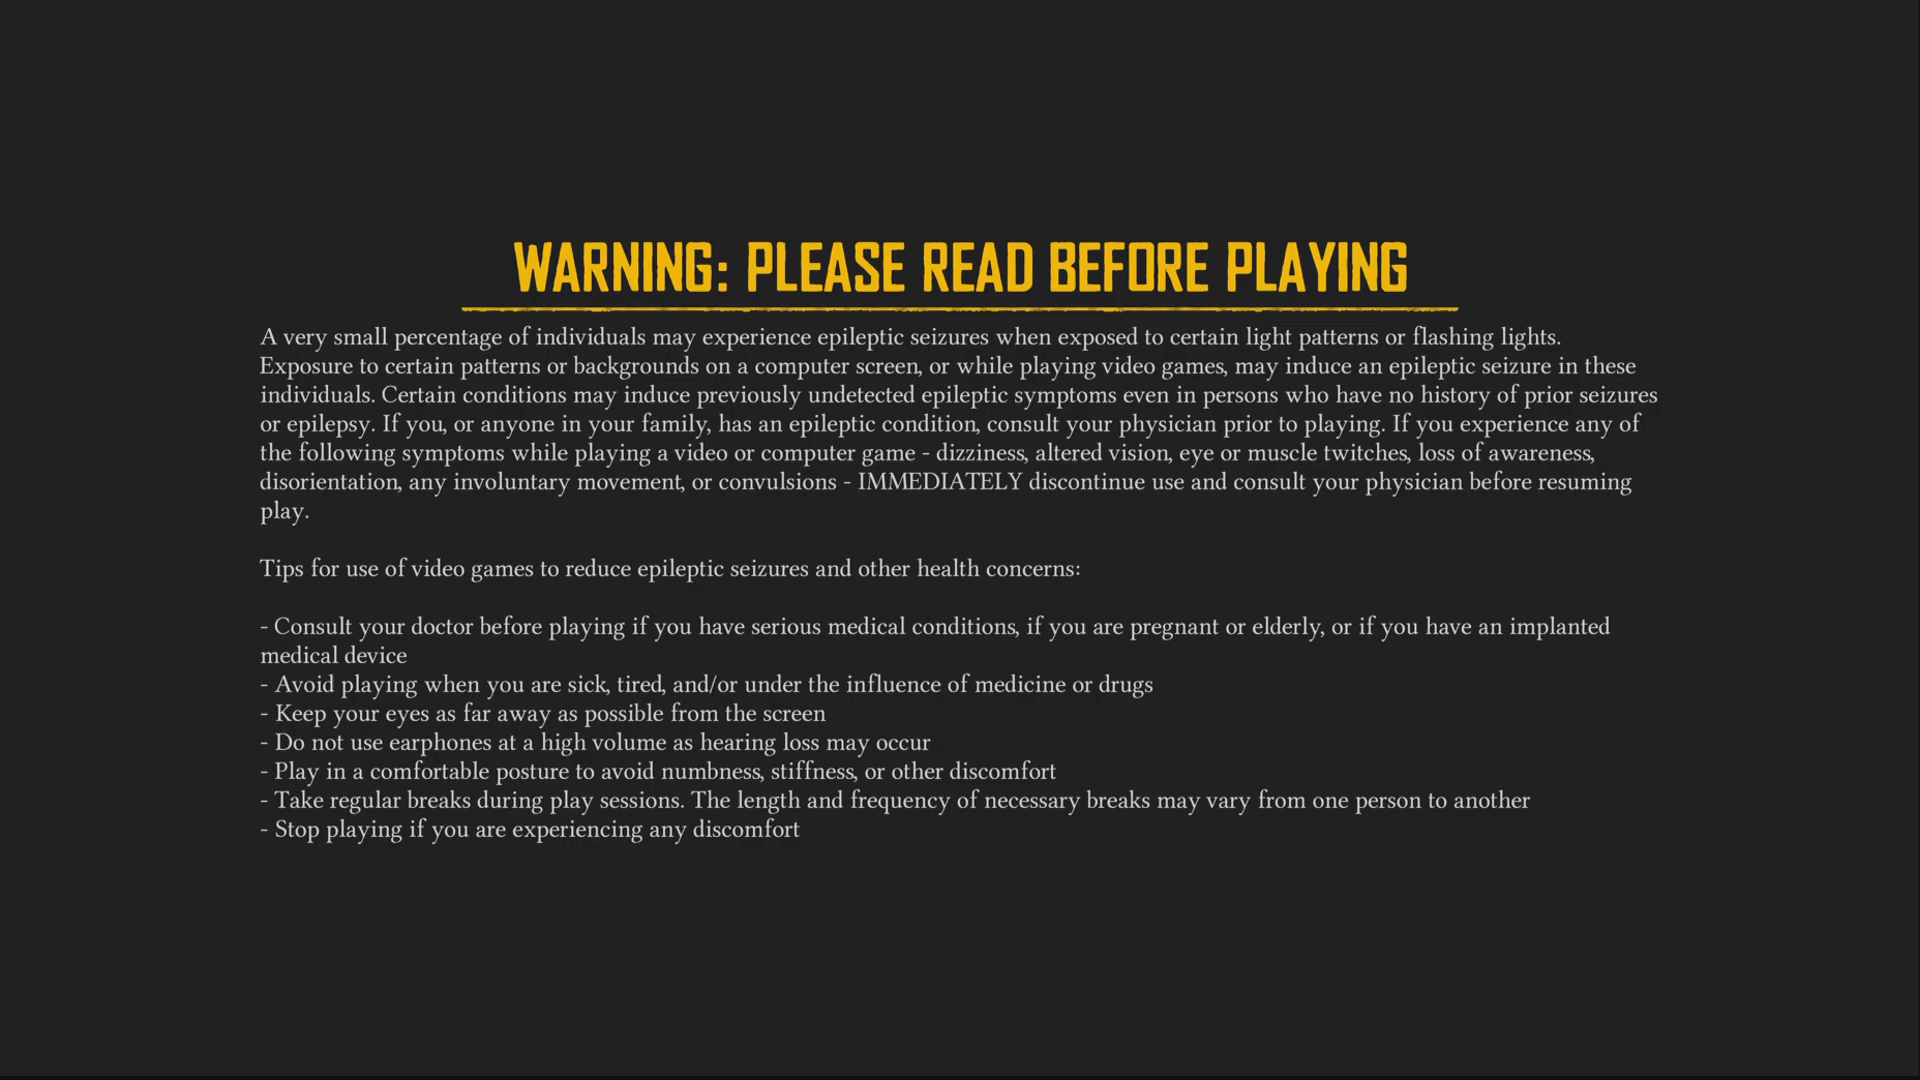 WARNING: PLEASE READ BEFORE PLAYING
A very small percentage of individuals may experience epileptic seizures when exposed to certain light patterns or flashing lights.
Exposure to certain patterns or backgrounds on a computer screen, or while playing video games, may induce an epileptic seizure in these
individuals. Certain conditions may induce previously undetected epileptic symptoms even in persons who have no history of prior seizures
or epilepsy. If you, or anyone in your family, has an epileptic condition, consult your physician prior to playing. If you experience any of
the following symptoms while playing a video or computer game - dizziness, altered vision, eye or muscle twitches, loss of awareness,
disorientation, any involuntary movement, or convulsions - IMMEDIATELY discontinue use and consult your physician before resuming
play.
Tips for use of video games to reduce epileptic seizures and other health concerns:
- Consult your doctor before playing if you have serious medical conditions, if you are pregnant or elderly, or if you have an implanted
medical device
- Avoid playing when you are sick, tired, and/or under the influence of medicine or drugs
- Keep your eyes as far away as possible from the screen
- Do not use earphones at a high volume as hearing loss may occur
- Play in a comfortable posture to avoid numbness, stiffness, or other discomfort
- Take regular breaks during play sessions. The length and frequency of necessary breaks may vary from one person to another
- Stop playing if you are experiencing any discomfort